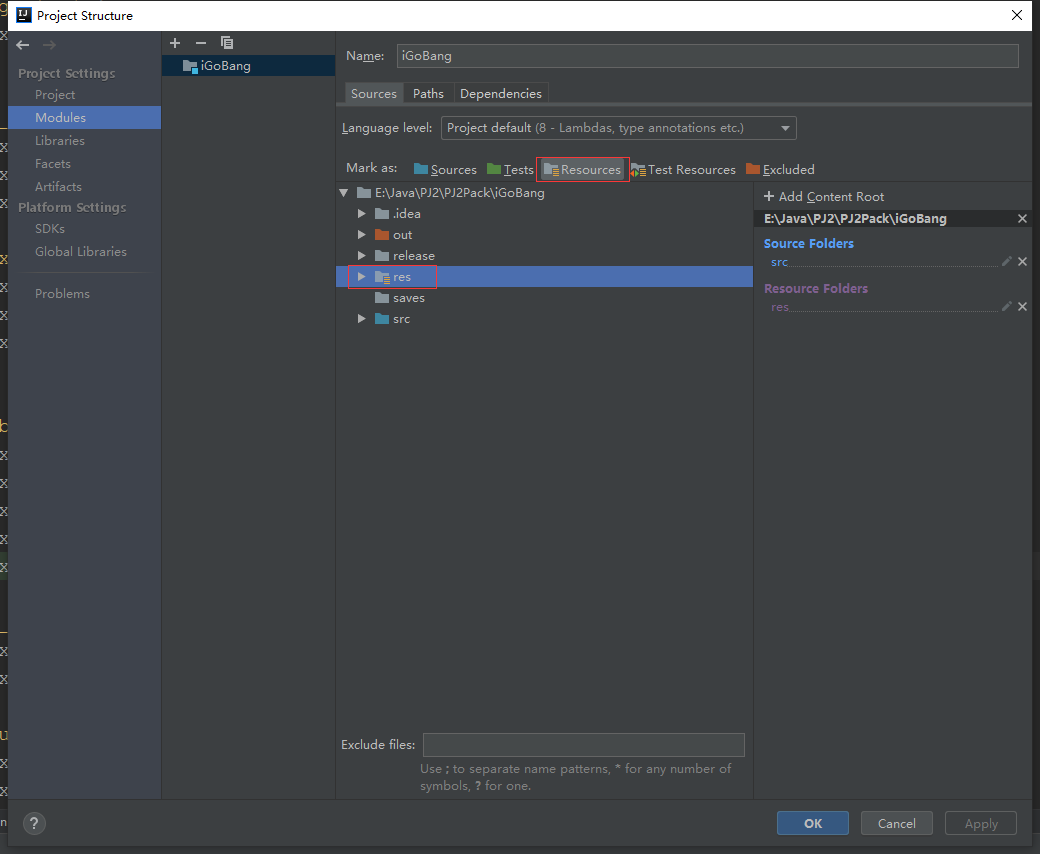 Project Structure
Project Settings
Project
Modules
Libraries
Facets
Artifacts
Platform Settings
SDKs
Global Libraries
Problems
iGoBang
Name: iGoBang
Sources Paths Dependencies
Language level: Project default (8 - Lambdas, type annotations etc.)
Mark as: Sources Tests Resources Test Resources Excluded
E:\Java\PJ2\PJ2Pack\iGoBang
.idea
out
release
res
saves
src
Add Content Root
E:\Java\PJ2\PJ2Pack\iGoBang
Source Folders
src
Resource Folders
res
Exclude files:
Use ; to separate name patterns, * for any number of
symbols, ? for one.
? OK Cancel Apply